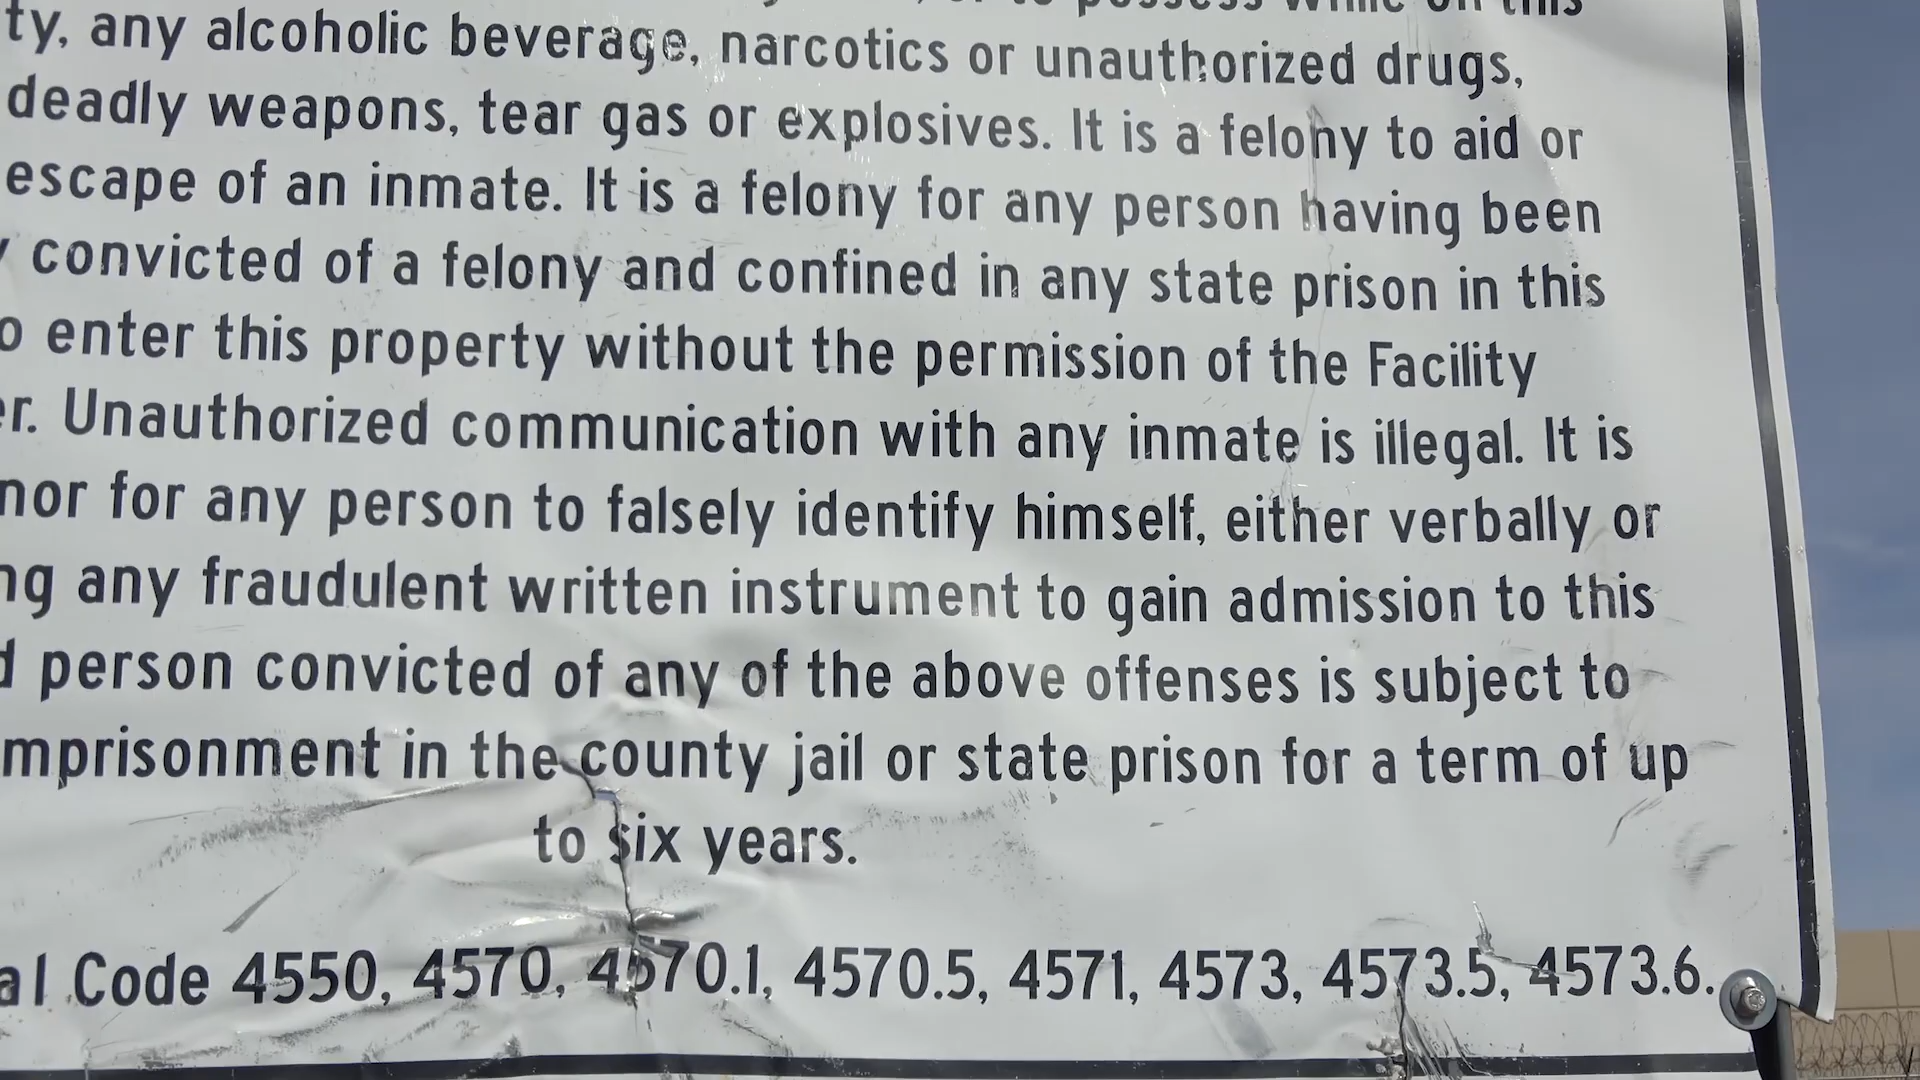 possess while on this
ty, any alcoholic beverage, narcotics or unauthorized drugs,
deadly weapons, tear gas or explosives. It is a felony to aid or
escape of an inmate. It is a felony for any person having been
convicted of a felony and confined in any state prison in this
o enter this property without the permission of the Facility
er. Unauthorized communication with any inmate is illegal. It is
nor for any person to falsely identify himself, either verbally or
ng any fraudulent written instrument to gain admission to this
d person convicted of any of the above offenses is subject to
mprisonment in the county jail or state prison for a term of up
to six years.
al Code 4550, 4570, 4570.1, 4570.5, 4571, 4573, 4573.5, 4573.6.